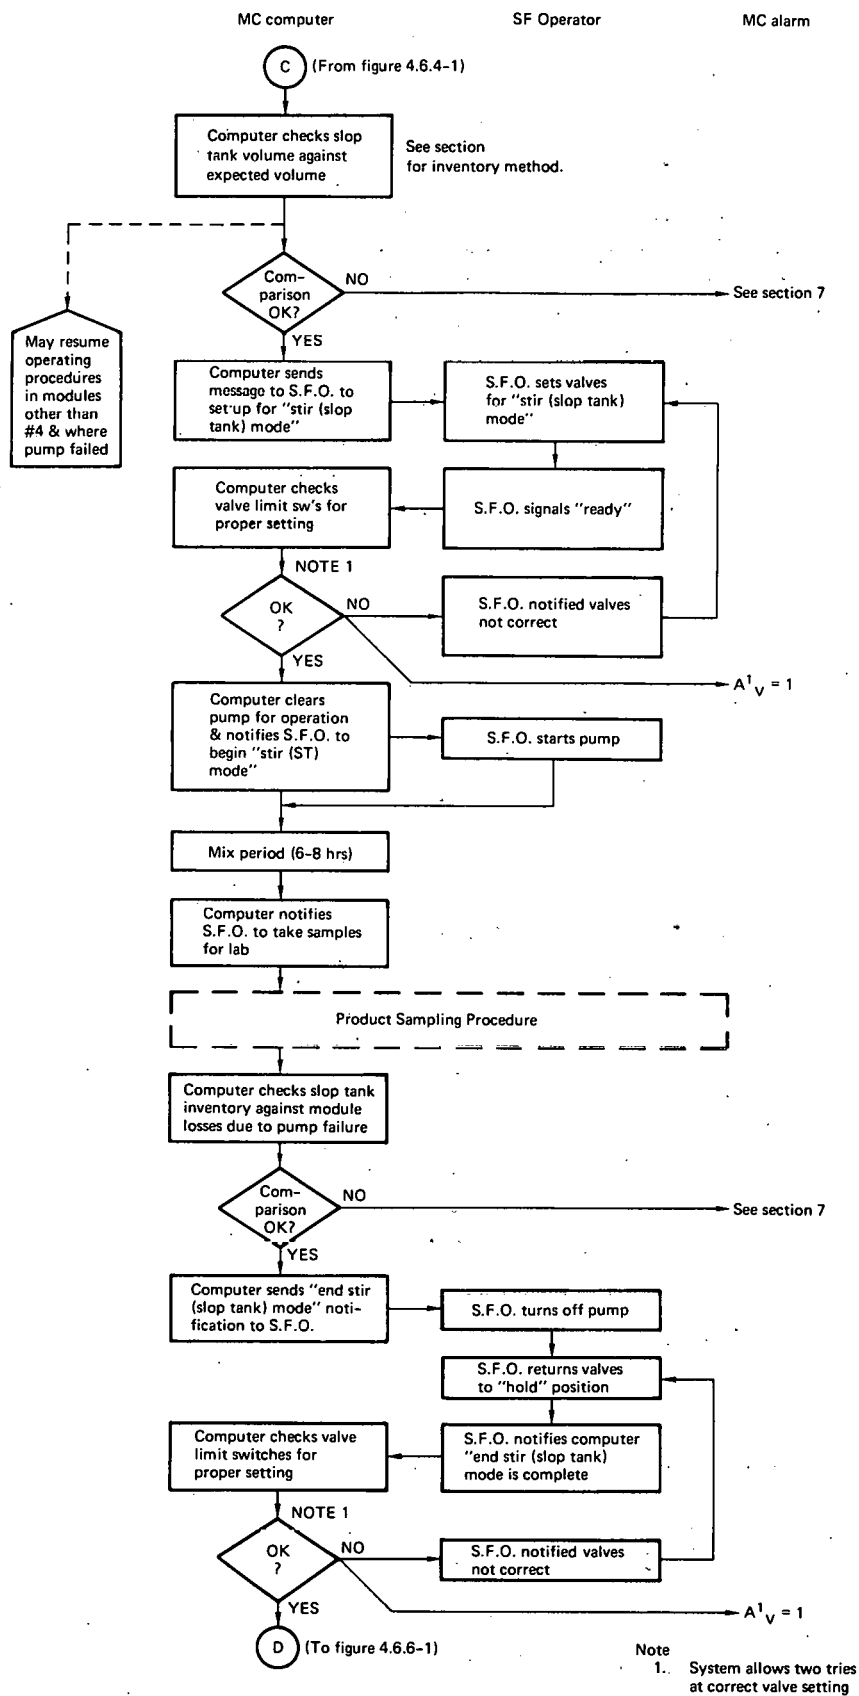 MC computer
SF Operator
MC alarm
C
(From figure 4.6.4-1)
Computer checks slop
tank volume against
expected volume
See section
for inventory method.
Com-
parison
OK?
NO
See section 7
YES
May resume
operating
procedures
in modules
other than
#4 & where
pump failed
Computer sends
message to S.F.O. to
set-up for "stir (slop
tank) mode"
S.F.O. sets valves
for "stir (slop tank)
mode"
Computer checks
valve limit sw's for
proper setting
S.F.O. signals "ready"
NOTE 1
OK
?
NO
S.F.O. notified valves
not correct
YES
A¹V = 1
Computer clears
pump for operation
& notifies S.F.O. to
begin "stir (ST)
mode"
S.F.O. starts pump
Mix period (6-8 hrs)
Computer notifies
S.F.O. to take samples
for lab
Product Sampling Procedure
Computer checks slop tank
inventory against module
losses due to pump failure
Com-
parison
OK?
NO
See section 7
YES
Computer sends "end stir
(slop tank) mode" noti-
fication to S.F.O.
S.F.O. turns off pump
S.F.O. returns valves
to "hold" position
Computer checks valve
limit switches for
proper setting
S.F.O. notifies computer
"end stir (slop tank)
mode is complete
NOTE 1
OK
?
NO
S.F.O. notified valves
not correct
YES
A¹V = 1
D
(To figure 4.6.6-1)
Note
1. System allows two tries
at correct valve setting